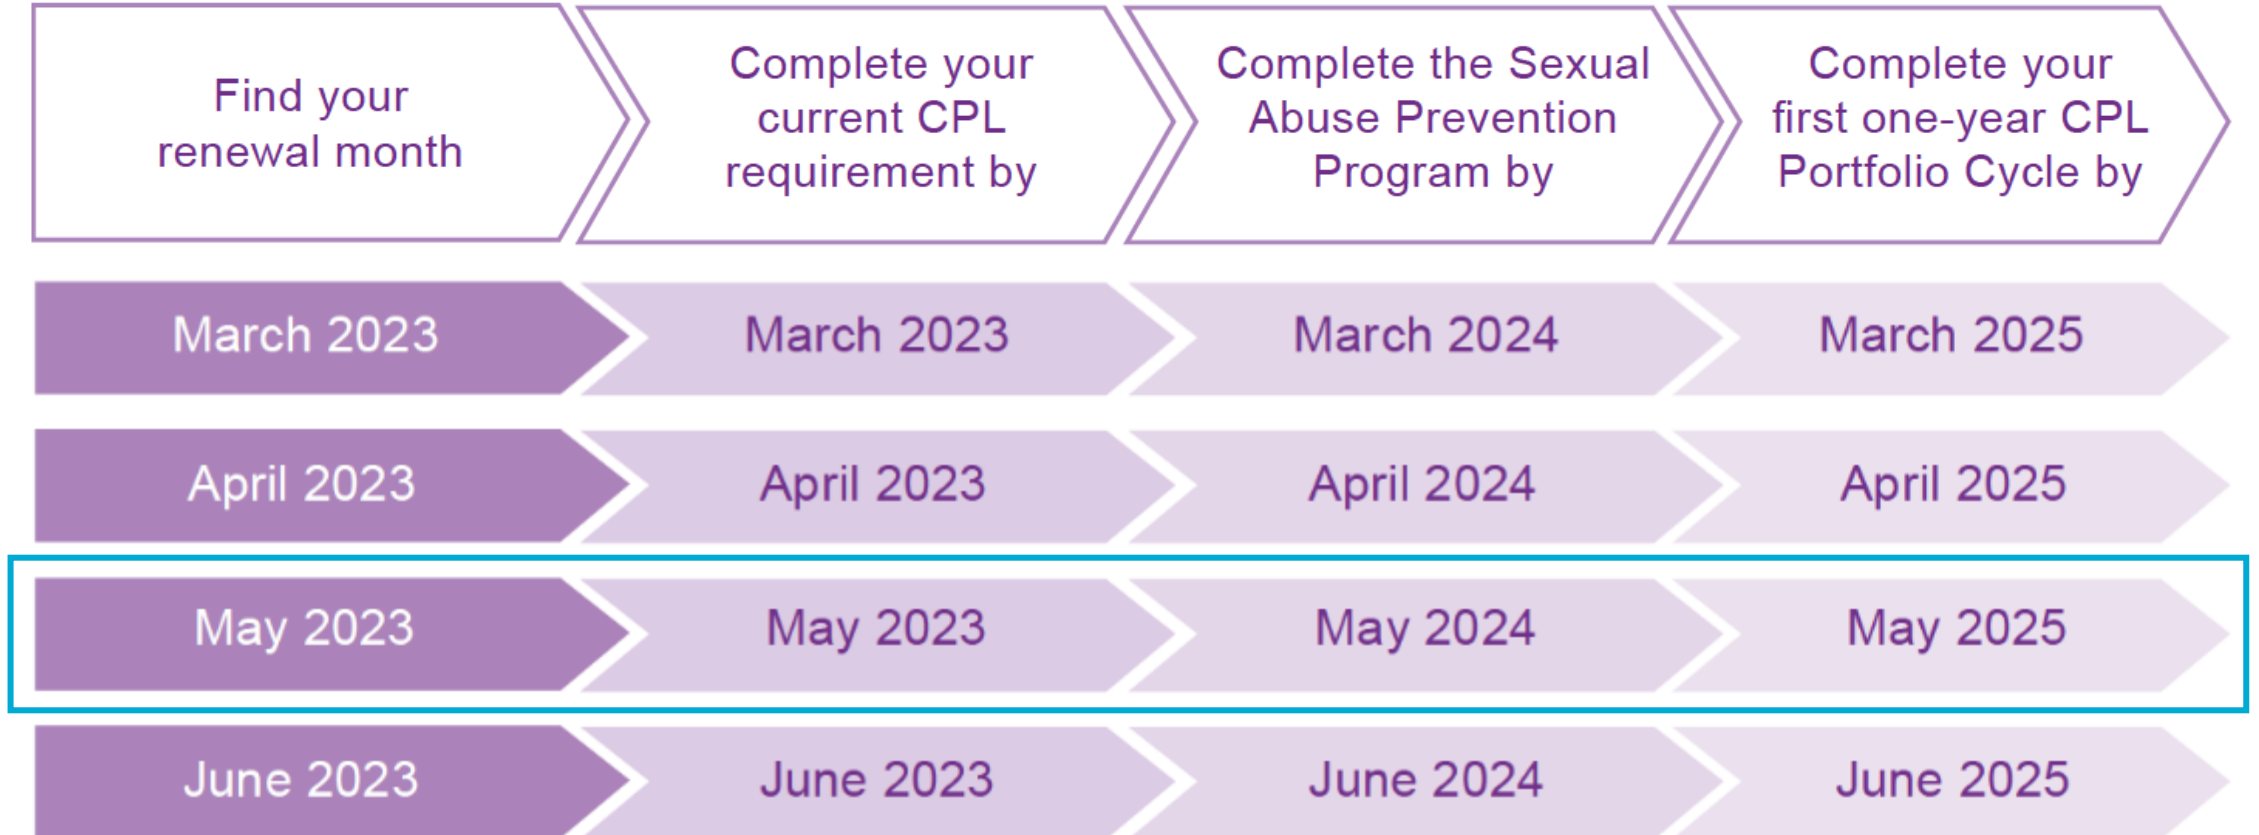 Find your
renewal month
Complete your
current CPL
requirement by
Complete the Sexual
Abuse Prevention
Program by
Complete your
first one-year CPL
Portfolio Cycle by
March 2023
March 2023
March 2024
March 2025
April 2023
April 2023
April 2024
April 2025
May 2023
May 2023
May 2024
May 2025
June 2023
June 2023
June 2024
June 2025